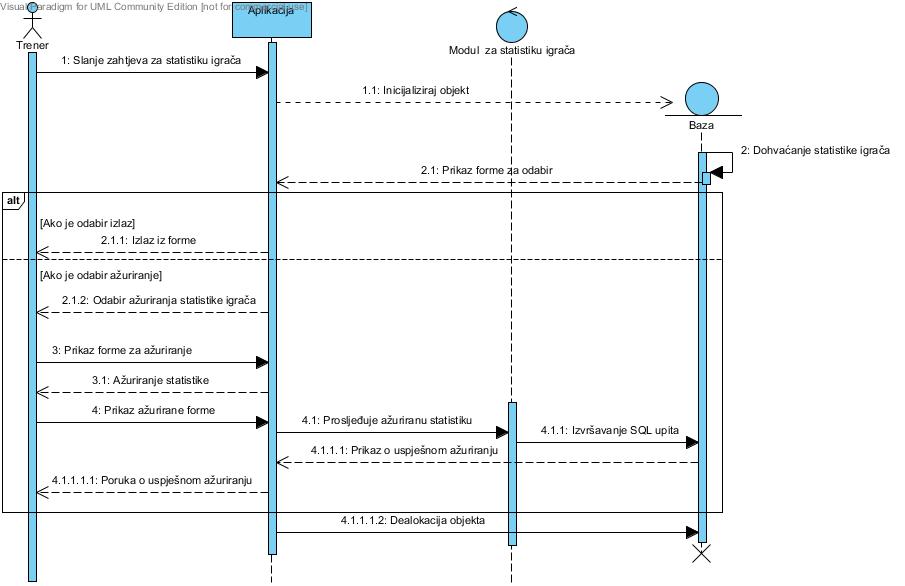 Visual Paradigm for UML Community Edition [not for commercial use]
Aplikacija
Trener
Modul za statistiku igrača
1: Slanje zahtjeva za statistiku igrača
1.1: Inicijaliziraj objekt
Baza
2: Dohvaćanje statistike igrača
2.1: Prikaz forme za odabir
alt
[Ako je odabir izlaz]
2.1.1: Izlaz iz forme
[Ako je odabir ažuriranje]
2.1.2: Odabir ažuriranja statistike igrača
3: Prikaz forme za ažuriranje
3.1: Ažuriranje statistike
4: Prikaz ažurirane forme
4.1: Prosljeđuje ažuriranu statistiku
4.1.1: Izvršavanje SQL upita
4.1.1.1: Prikaz o uspješnom ažuriranju
4.1.1.1.1: Poruka o uspješnom ažuriranju
4.1.1.1.2: Dealokacija objekta